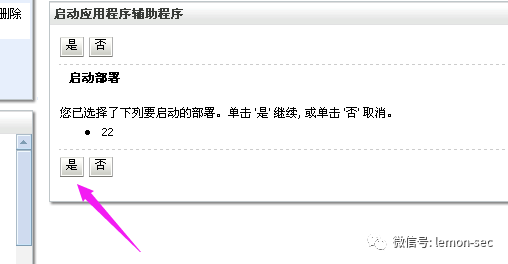 删除
启动应用程序辅助程序
是 否
启动部署
您已选择了下列要启动的部署。单击 '是' 继续, 或单击 '否' 取消。
● 22
是 否
微信号: lemon-sec